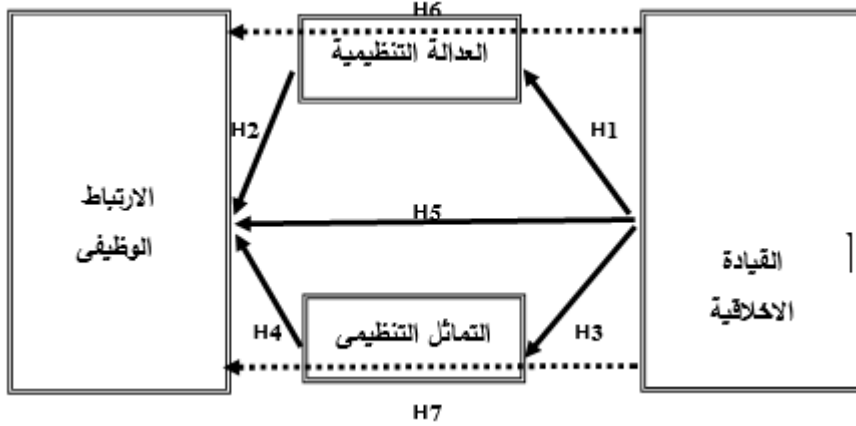 H6
العدالة التنظيمية
H2
H1
الارتباط
الوظيفى
H5
القيادة
الاخلاقية
التماثل التنظيمى
H4
H3
H7